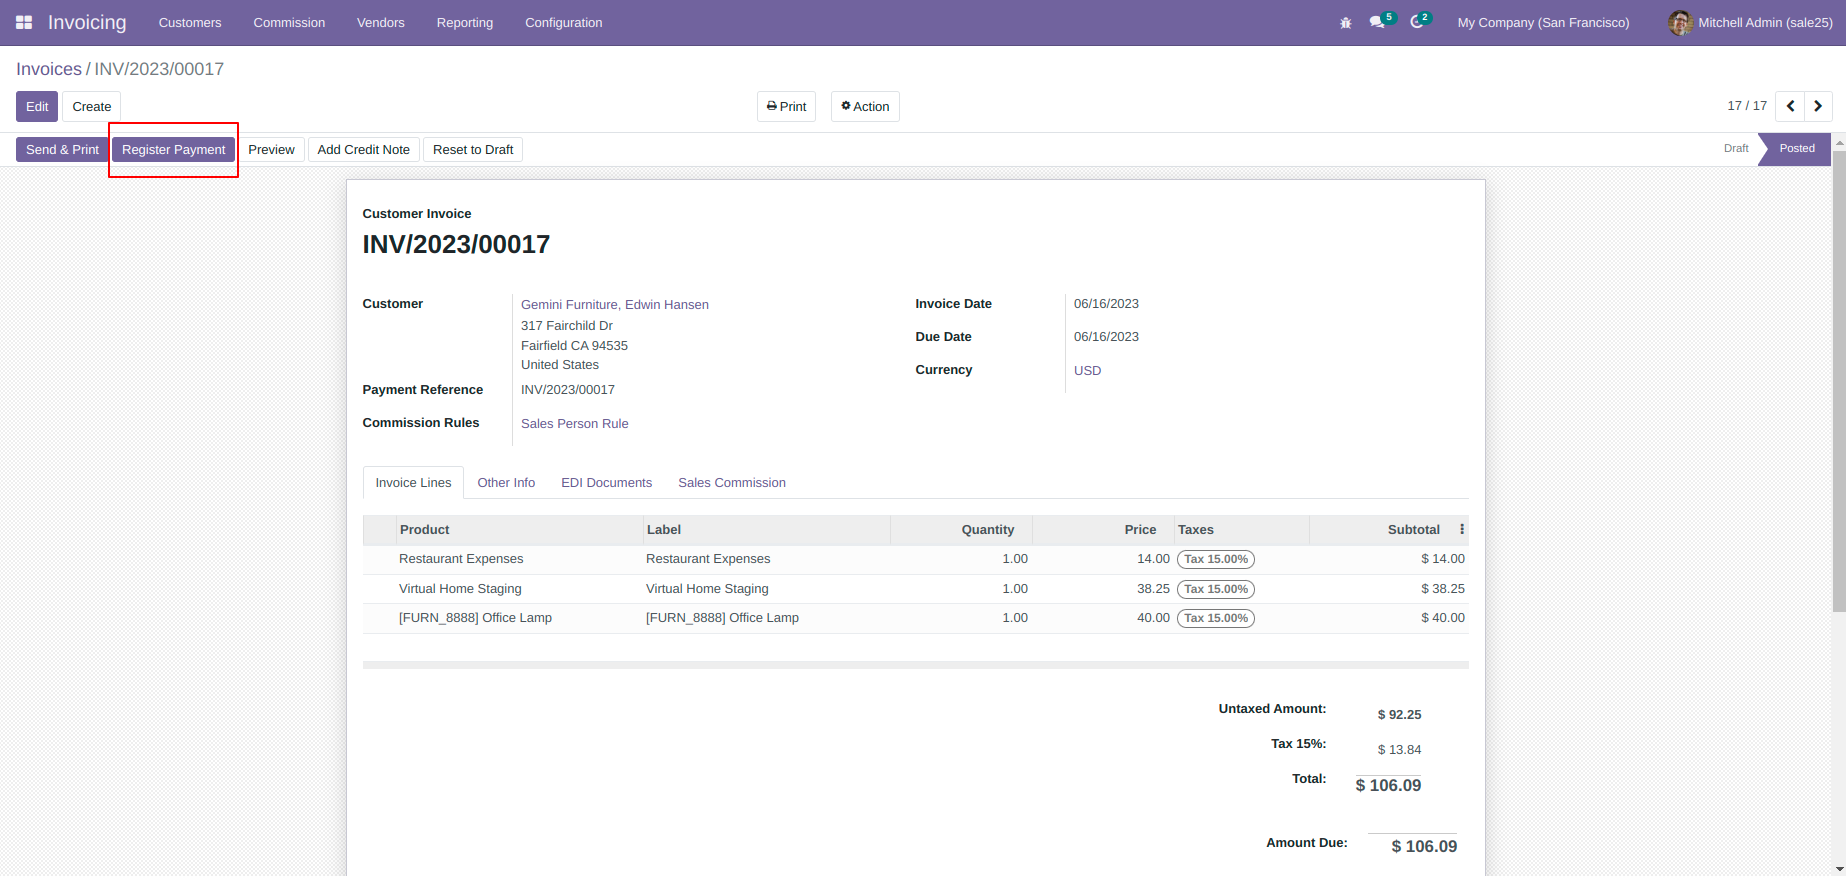 Invoicing Customers Commission Vendors Reporting Configuration 5 2 My Company (San Francisco) Mitchell Admin (sale25)
Invoices / INV/2023/00017
Edit Create Print Action 17 / 17
Send & Print Register Payment Preview Add Credit Note Reset to Draft Draft Posted
Customer Invoice
INV/2023/00017
Customer Gemini Furniture, Edwin Hansen Invoice Date 06/16/2023
317 Fairchild Dr
Fairfield CA 94535 Due Date 06/16/2023
United States Currency USD
Payment Reference INV/2023/00017
Commission Rules Sales Person Rule
Invoice Lines Other Info EDI Documents Sales Commission
Product Label Quantity Price Taxes Subtotal
Restaurant Expenses Restaurant Expenses 1.00 14.00 Tax 15.00% $ 14.00
Virtual Home Staging Virtual Home Staging 1.00 38.25 Tax 15.00% $ 38.25
[FURN_8888] Office Lamp [FURN_8888] Office Lamp 1.00 40.00 Tax 15.00% $ 40.00
Untaxed Amount: $ 92.25
Tax 15%: $ 13.84
Total: $ 106.09
Amount Due: $ 106.09